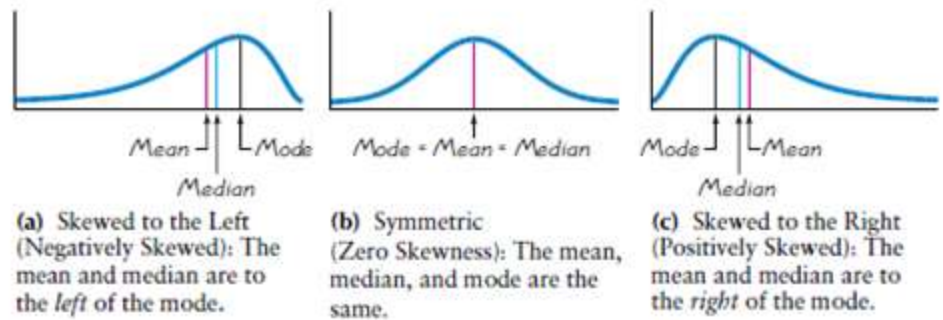 Mean
Mode
Median
(a) Skewed to the Left
(Negatively Skewed): The
mean and median are to
the left of the mode.
Mode = Mean = Median
(b) Symmetric
(Zero Skewness): The mean,
median, and mode are the
same.
Mode
Mean
Median
(c) Skewed to the Right
(Positively Skewed): The
mean and median are to
the right of the mode.